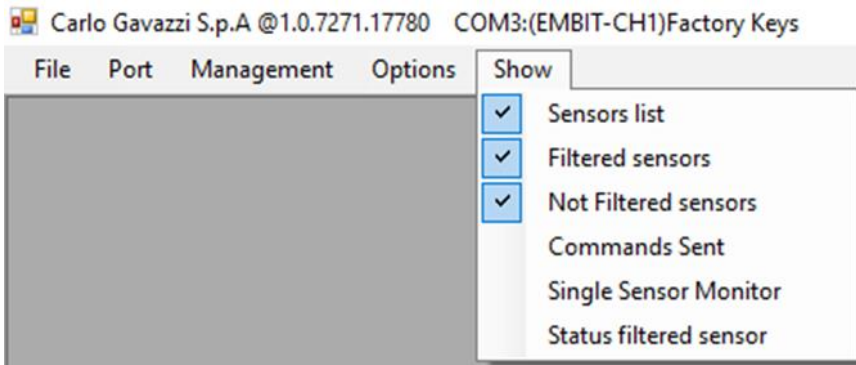 Carlo Gavazzi S.p.A @1.0.7271.17780 COM3:(EMBIT-CH1)Factory Keys
File Port Management Options Show
Sensors list
Filtered sensors
Not Filtered sensors
Commands Sent
Single Sensor Monitor
Status filtered sensor